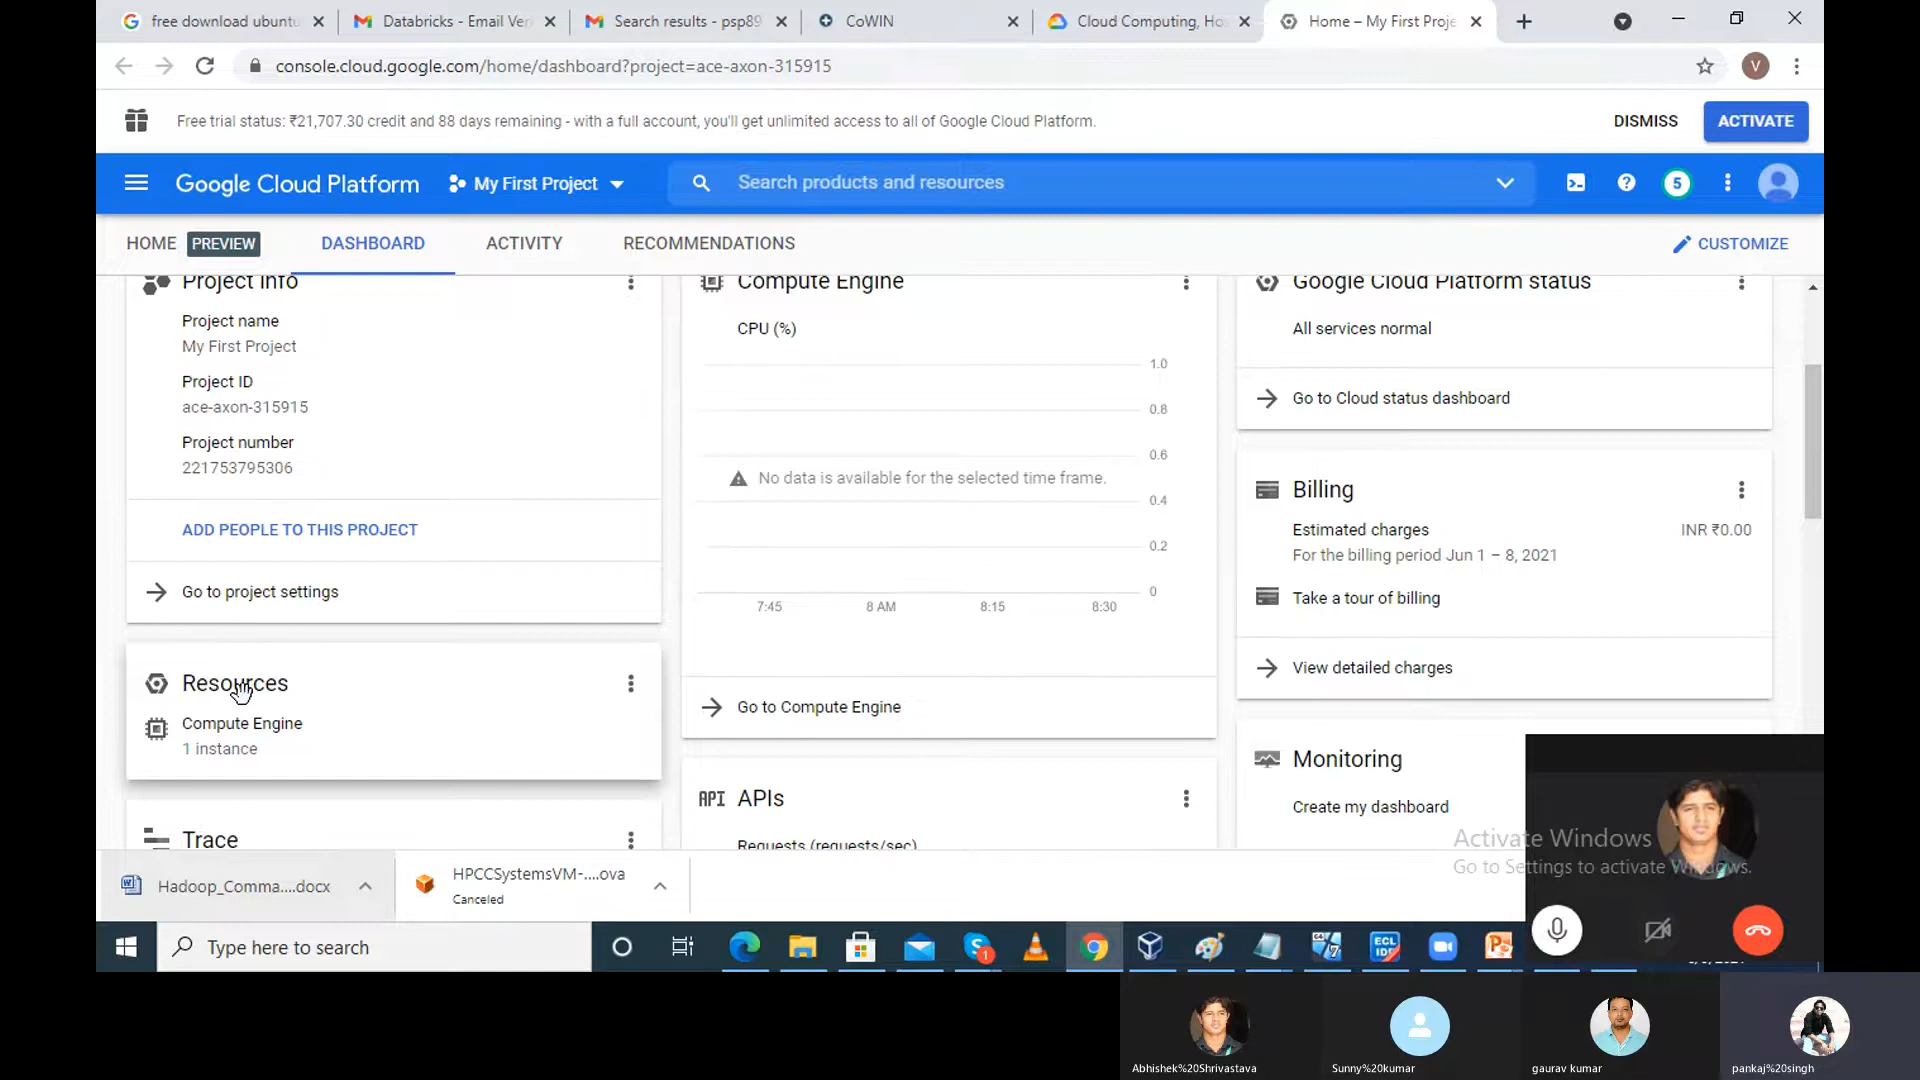 free download ubuntu
Databricks - Email Ver
Search results - psp89
CoWIN
Cloud Computing, Ho
Home – My First Proje
console.cloud.google.com/home/dashboard?project=ace-axon-315915
V
Free trial status: ₹21,707.30 credit and 88 days remaining - with a full account, you'll get unlimited access to all of Google Cloud Platform.
DISMISS
ACTIVATE
Google Cloud Platform
My First Project
Search products and resources
5
HOME PREVIEW
DASHBOARD
ACTIVITY
RECOMMENDATIONS
CUSTOMIZE
Project info
Project name
My First Project
Project ID
ace-axon-315915
Project number
221753795306
ADD PEOPLE TO THIS PROJECT
Go to project settings
Resources
Compute Engine
1 instance
Trace
Compute Engine
CPU (%)
1.0
0.8
0.6
No data is available for the selected time frame.
0.4
0.2
0
7:45
8 AM
8:15
8:30
Go to Compute Engine
API APIs
Requests (requests/sec)
Google Cloud Platform status
All services normal
Go to Cloud status dashboard
Billing
Estimated charges
INR ₹0.00
For the billing period Jun 1 – 8, 2021
Take a tour of billing
View detailed charges
Monitoring
Create my dashboard
Activate Windows
Go to Settings to activate Windows.
Hadoop_Comma....docx
HPCCSystemsVM-....ova
Canceled
Type here to search
1
ECL
IDE
Abhishek%20Shrivastava
Sunny%20kumar
gaurav kumar
pankaj%20singh